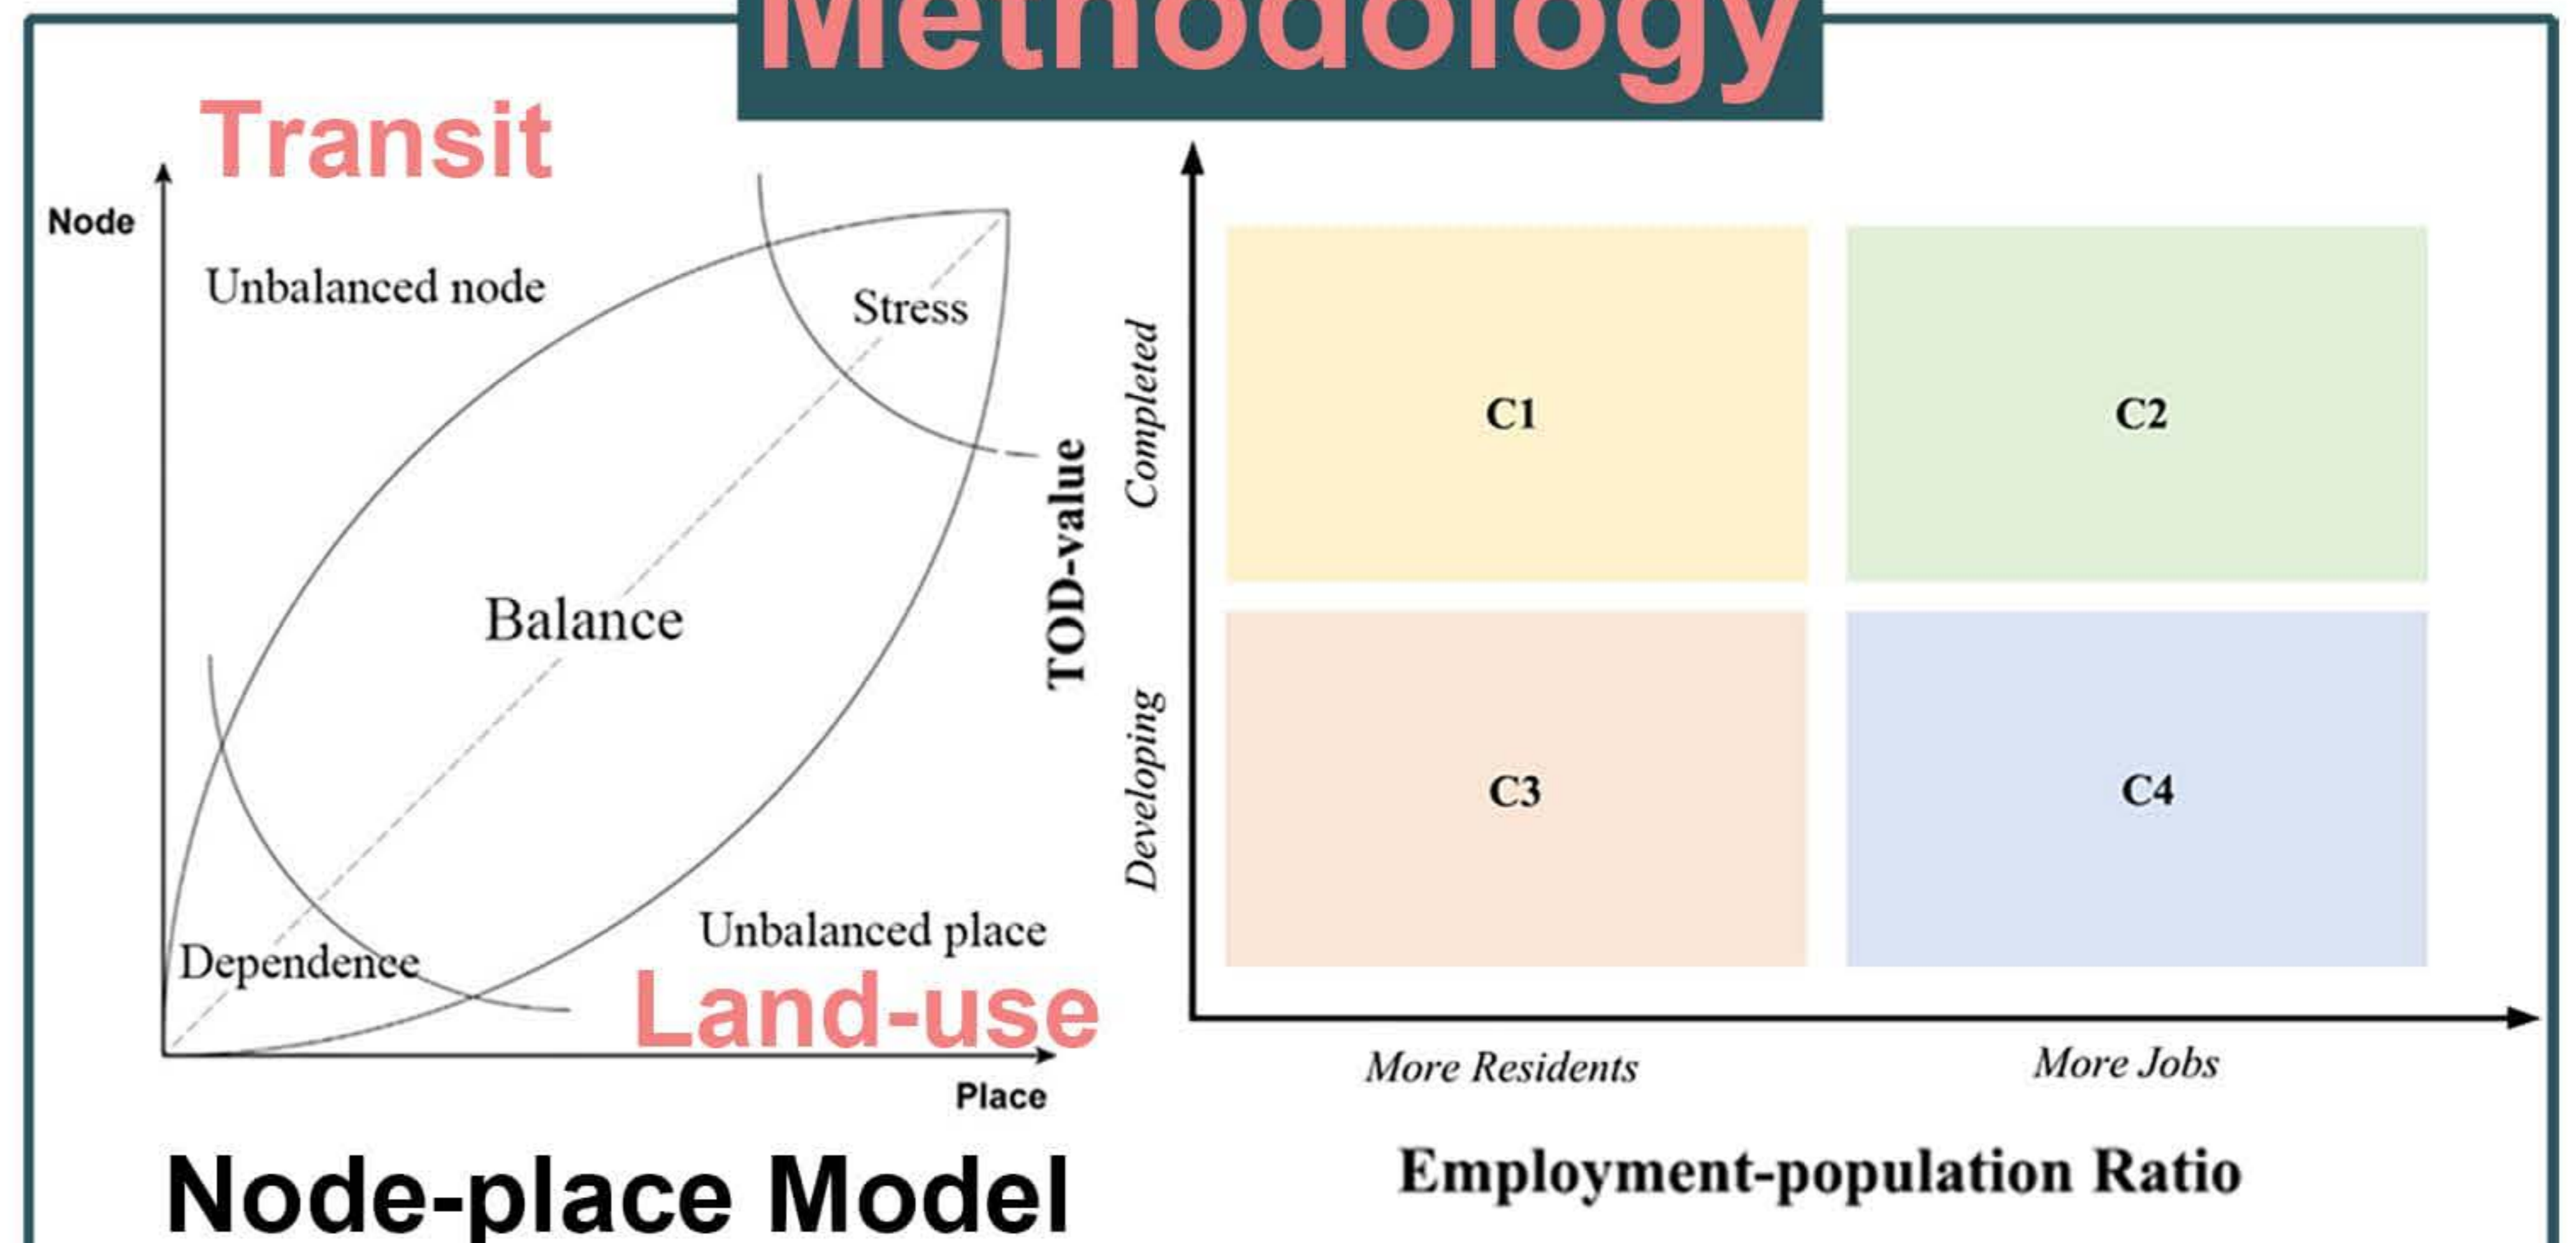 Methodology
Transit
Node
Unbalanced node
Stress
Balance
Dependence
Unbalanced place
Land-use
Place
Node-place Model
TOD-value
Completed
Developing
C1
C2
C3
C4
More Residents
More Jobs
Employment-population Ratio